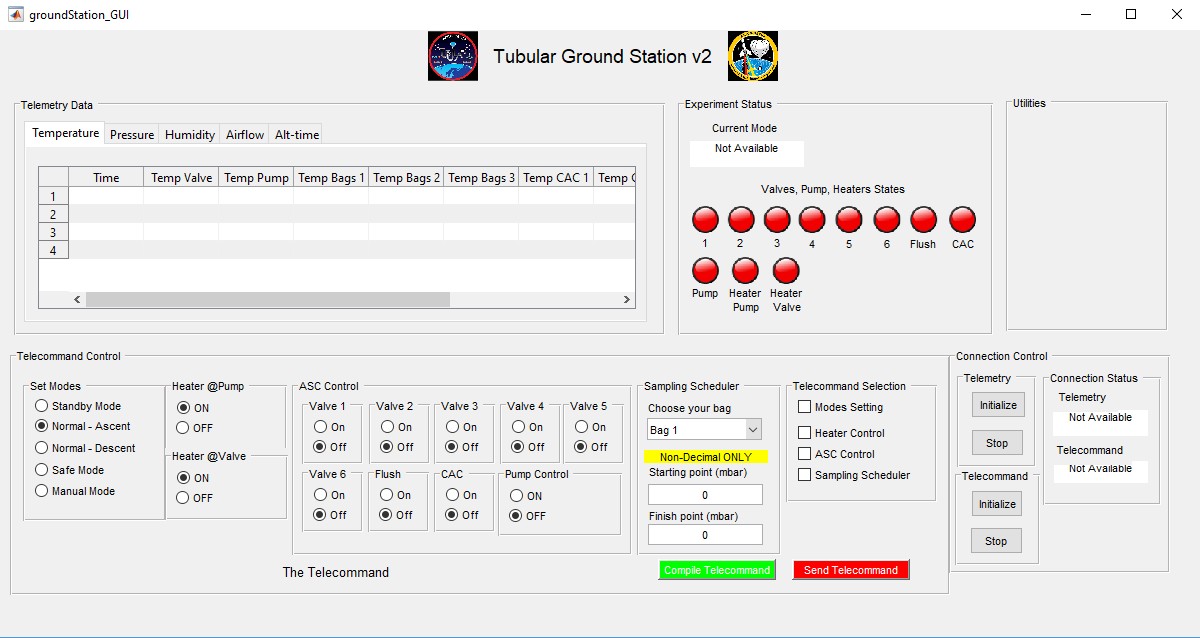 groundStation_GUI
Tubular Ground Station v2
Telemetry Data
Temperature Pressure Humidity Airflow Alt-time
Time Temp Valve Temp Pump Temp Bags 1 Temp Bags 2 Temp Bags 3 Temp CAC 1 Temp C
1
2
3
4
Experiment Status
Current Mode
Not Available
Valves, Pump, Heaters States
1 2 3 4 5 6 Flush CAC
Pump Heater Heater
Pump Valve
Utilities
Telecommand Control
Set Modes
Standby Mode
Normal - Ascent
Normal - Descent
Safe Mode
Manual Mode
Heater @Pump
ON
OFF
Heater @Valve
ON
OFF
ASC Control
Valve 1 Valve 2 Valve 3 Valve 4 Valve 5
On On On On On
Off Off Off Off Off
Valve 6 Flush CAC Pump Control
On On On ON
Off Off Off OFF
Sampling Scheduler
Choose your bag
Bag 1
Non-Decimal ONLY
Starting point (mbar)
0
Finish point (mbar)
0
Telecommand Selection
Modes Setting
Heater Control
ASC Control
Sampling Scheduler
The Telecommand
Compile Telecommand
Send Telecommand
Connection Control
Telemetry
Initialize
Stop
Telecommand
Initialize
Stop
Connection Status
Telemetry
Not Available
Telecommand
Not Available